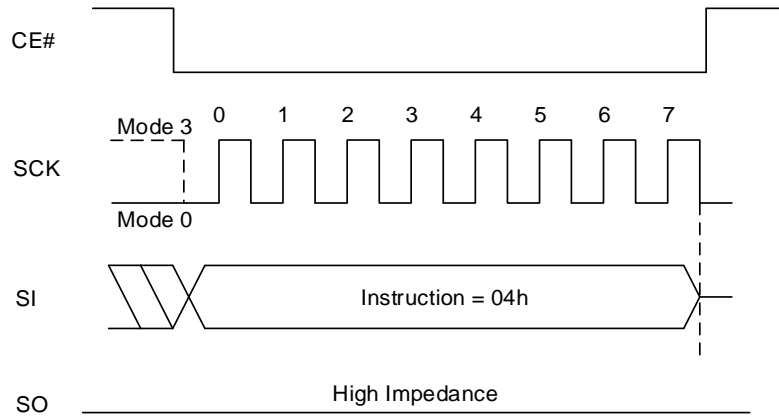 CE#
0 1 2 3 4 5 6 7
Mode 3
SCK
Mode 0
SI
Instruction = 04h
High Impedance
SO